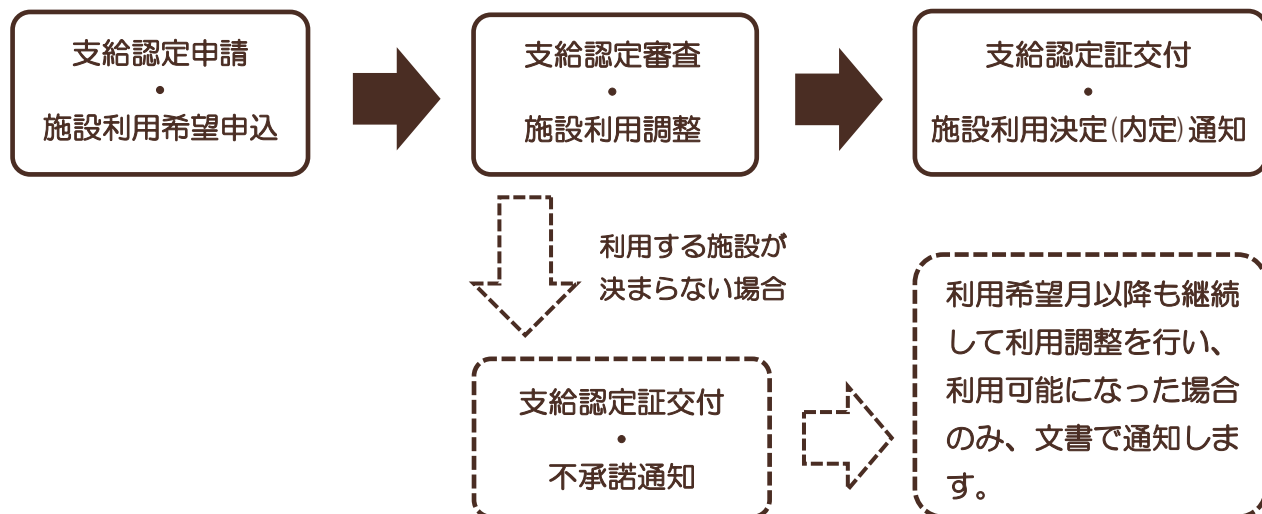 支給認定申請
・
施設利用希望申込
支給認定審査
・
施設利用調整
支給認定証交付
・
施設利用決定(内定)通知
利用する施設が
決まらない場合
支給認定証交付
・
不承諾通知
利用希望月以降も継続
して利用調整を行い、
利用可能になった場合
のみ、文書で通知しま
す。